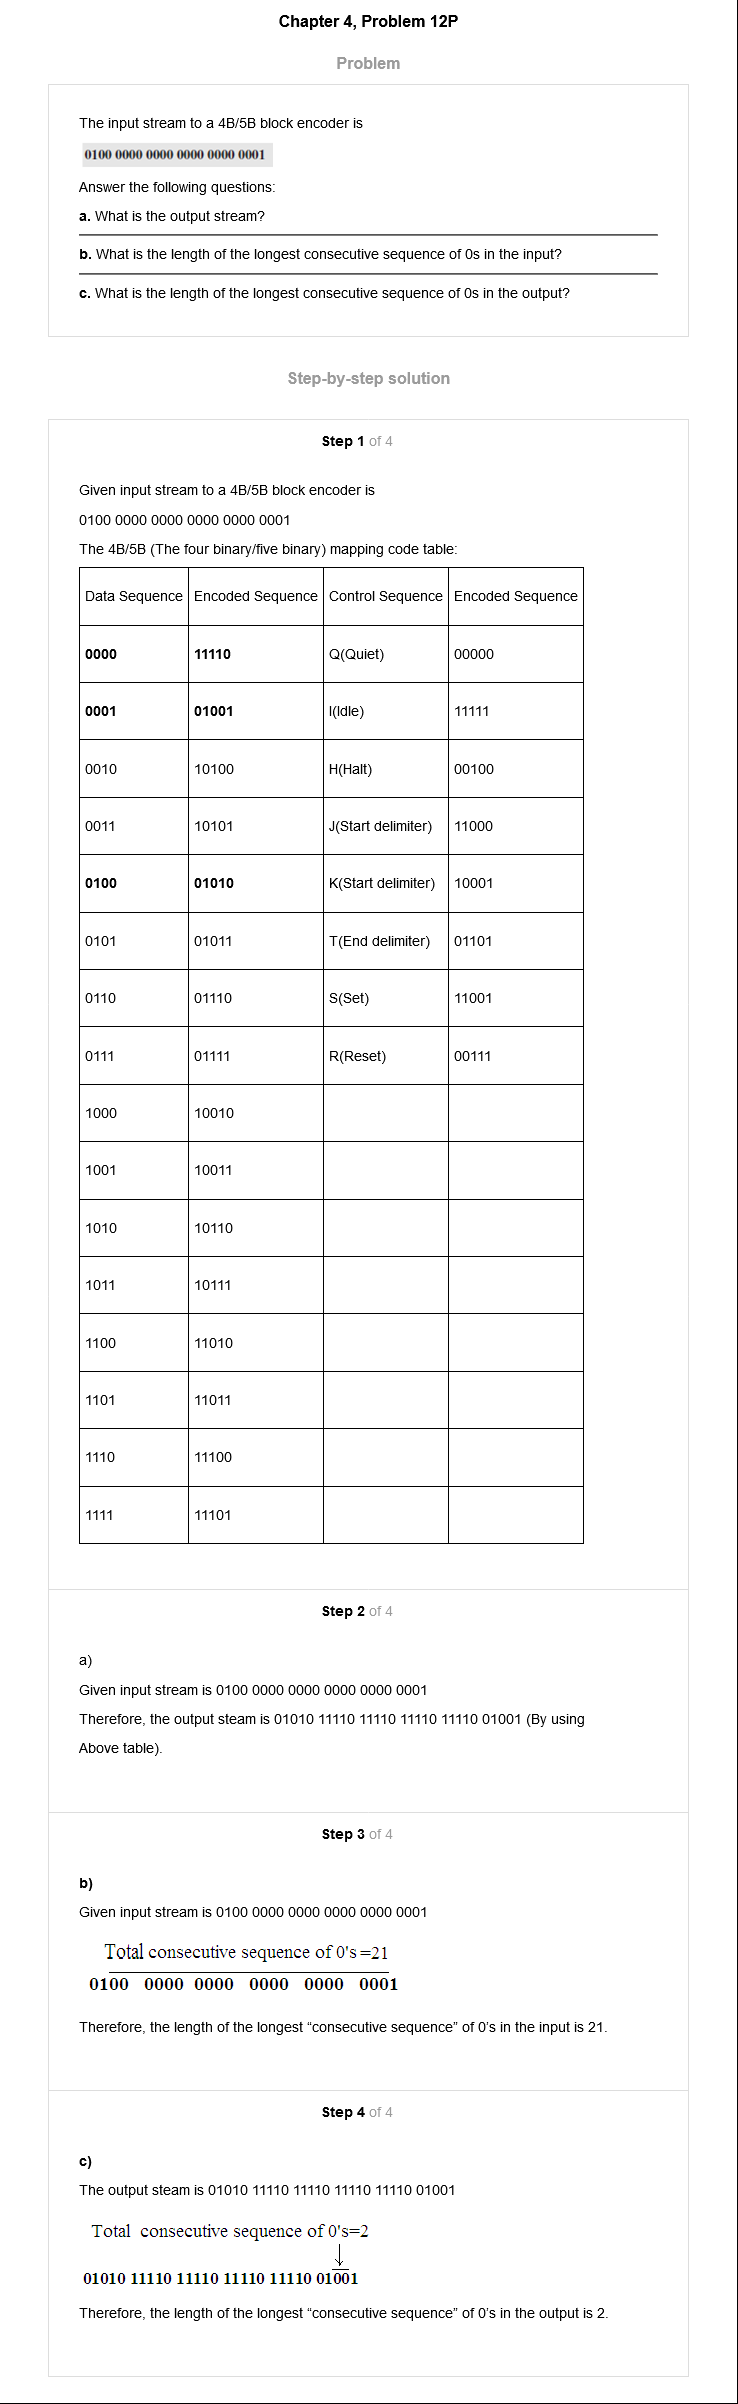 Chapter 4, Problem 12P
Problem
The input stream to a 4B/5B block encoder is
0100 0000 0000 0000 0000 0001
Answer the following questions:
a. What is the output stream?
b. What is the length of the longest consecutive sequence of 0s in the input?
c. What is the length of the longest consecutive sequence of 0s in the output?
Step-by-step solution
Step 1 of 4
Given input stream to a 4B/5B block encoder is
0100 0000 0000 0000 0000 0001
The 4B/5B (The four binary/five binary) mapping code table:
Data Sequence Encoded Sequence Control Sequence Encoded Sequence
0000 11110 Q(Quiet) 00000
0001 01001 I(Idle) 11111
0010 10100 H(Halt) 00100
0011 10101 J(Start delimiter) 11000
0100 01010 K(Start delimiter) 10001
0101 01011 T(End delimiter) 01101
0110 01110 S(Set) 11001
0111 01111 R(Reset) 00111
1000 10010
1001 10011
1010 10110
1011 10111
1100 11010
1101 11011
1110 11100
1111 11101
Step 2 of 4
a)
Given input stream is 0100 0000 0000 0000 0000 0001
Therefore, the output steam is 01010 11110 11110 11110 11110 01001 (By using
Above table).
Step 3 of 4
b)
Given input stream is 0100 0000 0000 0000 0000 0001
Total consecutive sequence of 0's =21
0100 0000 0000 0000 0000 0001
Therefore, the length of the longest “consecutive sequence” of 0’s in the input is 21.
Step 4 of 4
c)
The output steam is 01010 11110 11110 11110 11110 01001
Total consecutive sequence of 0's=2
01010 11110 11110 11110 11110 01001
Therefore, the length of the longest “consecutive sequence” of 0’s in the output is 2.